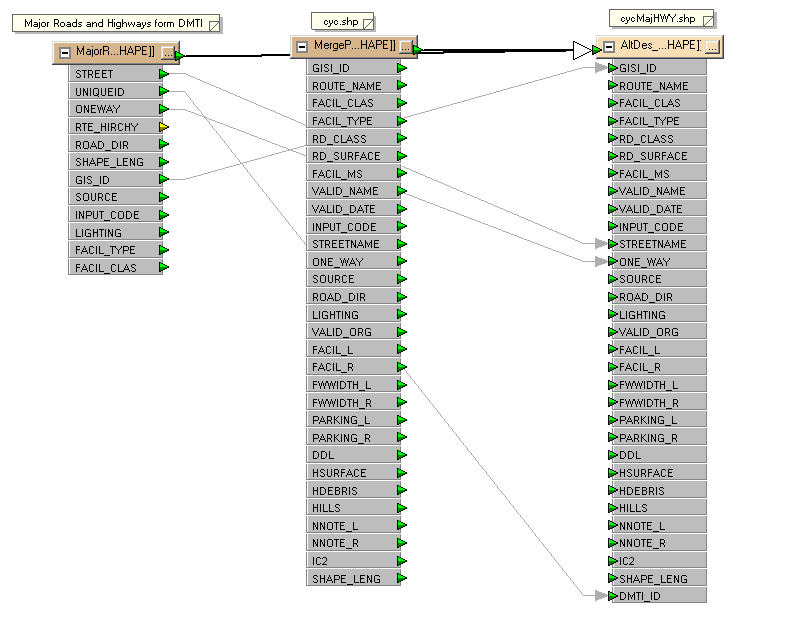 Major Roads and Highways form DMTI
MajorR...HAPE]]
...
STREET
UNIQUEID
ONEWAY
RTE_HIRCHY
ROAD_DIR
SHAPE_LENG
GIS_ID
SOURCE
INPUT_CODE
LIGHTING
FACIL_TYPE
FACIL_CLAS
cyc.shp
MergeP...HAPE]]
...
GISI_ID
ROUTE_NAME
FACIL_CLAS
FACIL_TYPE
RD_CLASS
RD_SURFACE
FACIL_MS
VALID_NAME
VALID_DATE
INPUT_CODE
STREETNAME
ONE_WAY
SOURCE
ROAD_DIR
LIGHTING
VALID_ORG
FACIL_L
FACIL_R
FWWIDTH_L
FWWIDTH_R
PARKING_L
PARKING_R
DDL
HSURFACE
HDEBRIS
HILLS
NNOTE_L
NNOTE_R
IC2
SHAPE_LENG
cycMajHWY.shp
AltDes_...HAPE]]
...
GISI_ID
ROUTE_NAME
FACIL_CLAS
FACIL_TYPE
RD_CLASS
RD_SURFACE
FACIL_MS
VALID_NAME
VALID_DATE
INPUT_CODE
STREETNAME
ONE_WAY
SOURCE
ROAD_DIR
LIGHTING
VALID_ORG
FACIL_L
FACIL_R
FWWIDTH_L
FWWIDTH_R
PARKING_L
PARKING_R
DDL
HSURFACE
HDEBRIS
HILLS
NNOTE_L
NNOTE_R
IC2
SHAPE_LENG
DMTI_ID